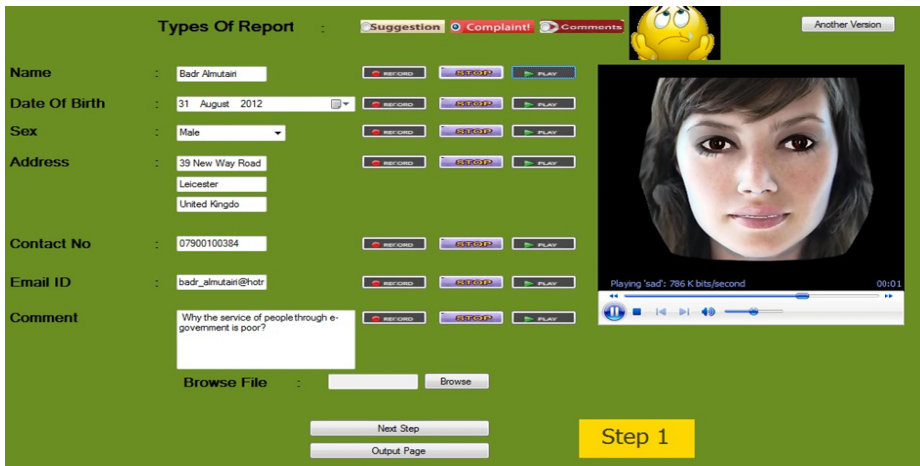 Types Of Report : Suggestion Complaint! Comments Another Version
Name : Badr Almutairi RECORD STOP PLAY
Date Of Birth : 31 August 2012 RECORD STOP PLAY
Sex : Male RECORD STOP PLAY
Address : 39 New Way Road RECORD STOP PLAY
Leicester
United Kingdo
Contact No : 07900100384 RECORD STOP PLAY
Email ID : badr_almutairi@hotr RECORD STOP PLAY
Playing 'sad': 786 K bits/second 00:01
Comment : Why the service of people through e- RECORD STOP PLAY
government is poor?
Browse File : Browse
Next Step
Output Page
Step 1